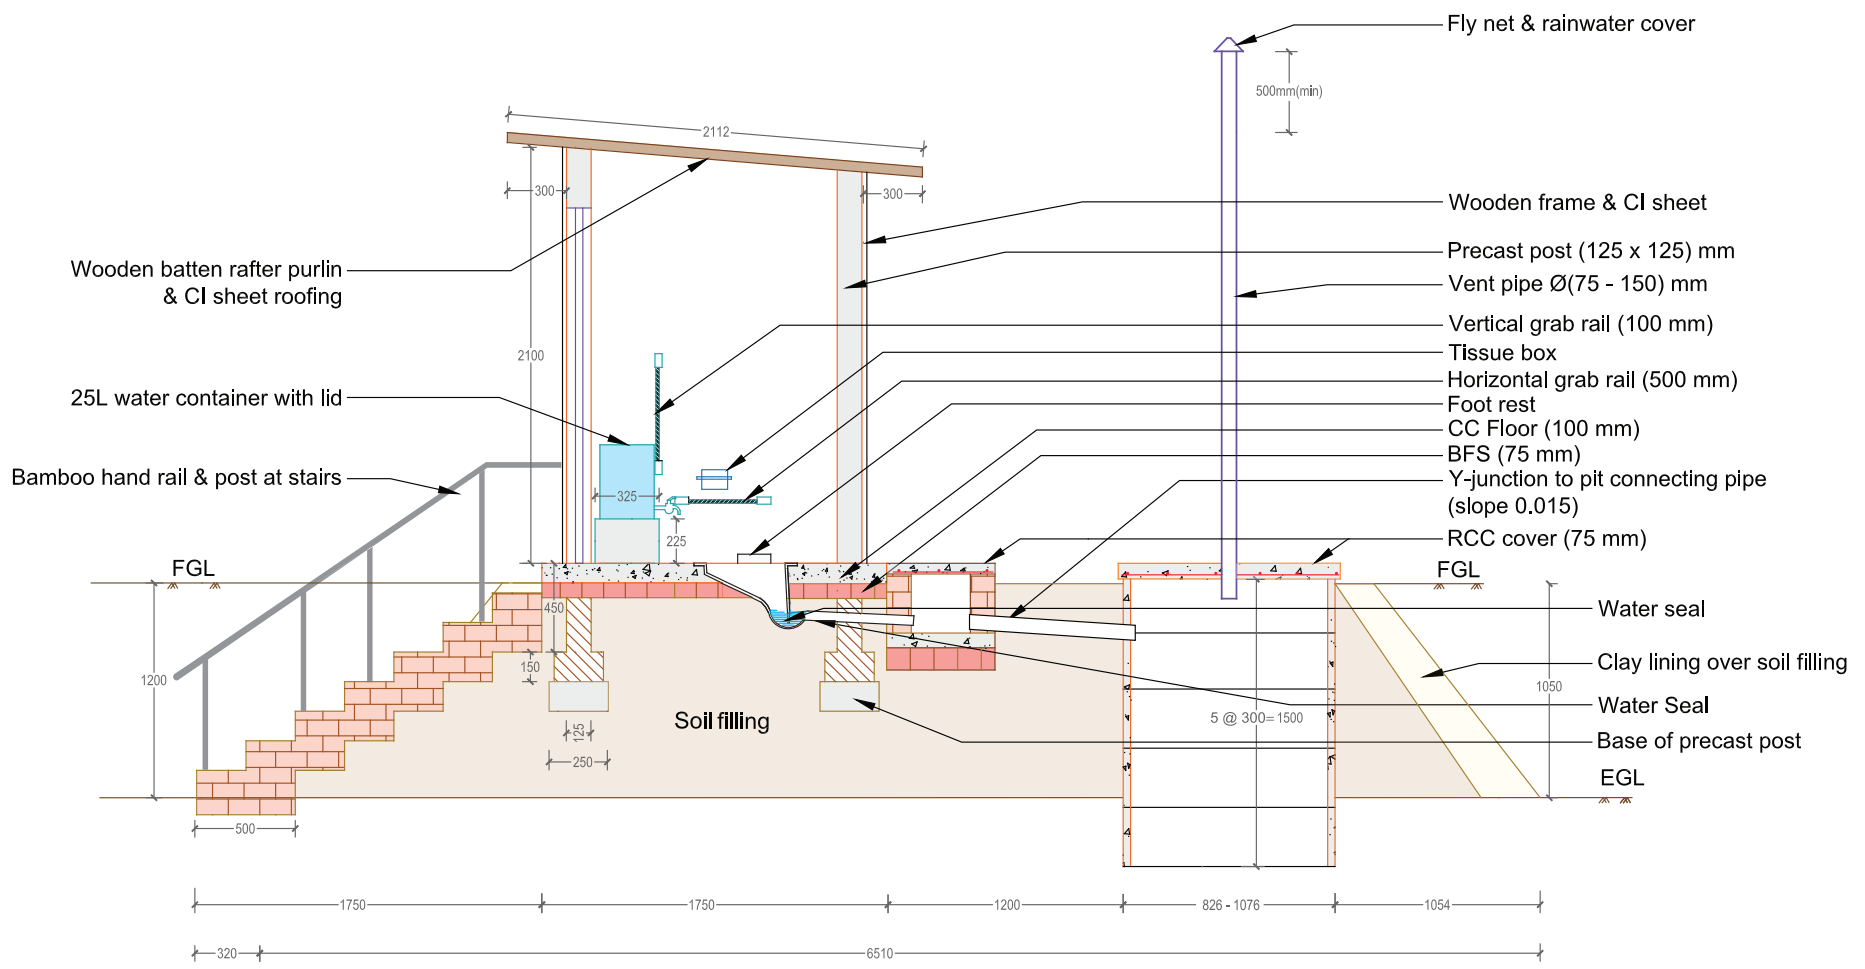 Fly net & rainwater cover
500mm(min)
2112
300
300
Wooden frame & CI sheet
Precast post (125 x 125) mm
Wooden batten rafter purlin
& CI sheet roofing
Vent pipe Ø(75 - 150) mm
Vertical grab rail (100 mm)
2100
Tissue box
Horizontal grab rail (500 mm)
25L water container with lid
Foot rest
CC Floor (100 mm)
BFS (75 mm)
Bamboo hand rail & post at stairs
Y-junction to pit connecting pipe
(slope 0.015)
325
225
RCC cover (75 mm)
FGL
FGL
Water seal
450
150
Clay lining over soil filling
1200
1050
Water Seal
Soil filling
5 @ 300=1500
125
Base of precast post
250
EGL
500
1750
1750
1200
826 - 1076
1054
320
6510